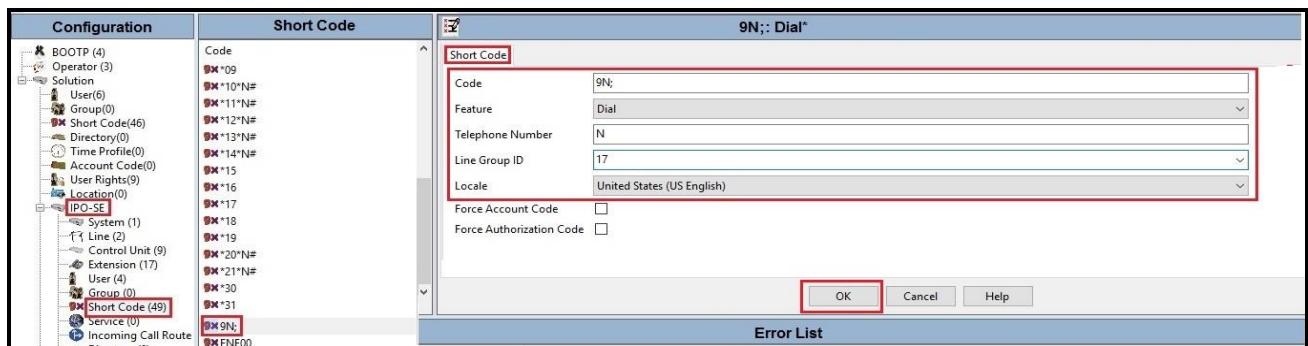 Configuration
BOOTP (4)
Operator (3)
Solution
User(6)
Group(0)
Short Code(46)
Directory(0)
Time Profile(0)
Account Code(0)
User Rights(9)
Location(0)
IPO-SE
System (1)
Line (2)
Control Unit (9)
Extension (17)
User (4)
Group (0)
Short Code (49)
Service (0)
Incoming Call Route
Short Code
Code
*09
*10*N#
*11*N#
*12*N#
*13*N#
*14*N#
*15
*16
*17
*18
*19
*20*N#
*21*N#
*30
*31
9N;
9N;: Dial*
Short Code
Code 9N;
Feature Dial
Telephone Number N
Line Group ID 17
Locale United States (US English)
Force Account Code
Force Authorization Code
OK Cancel Help
Error List